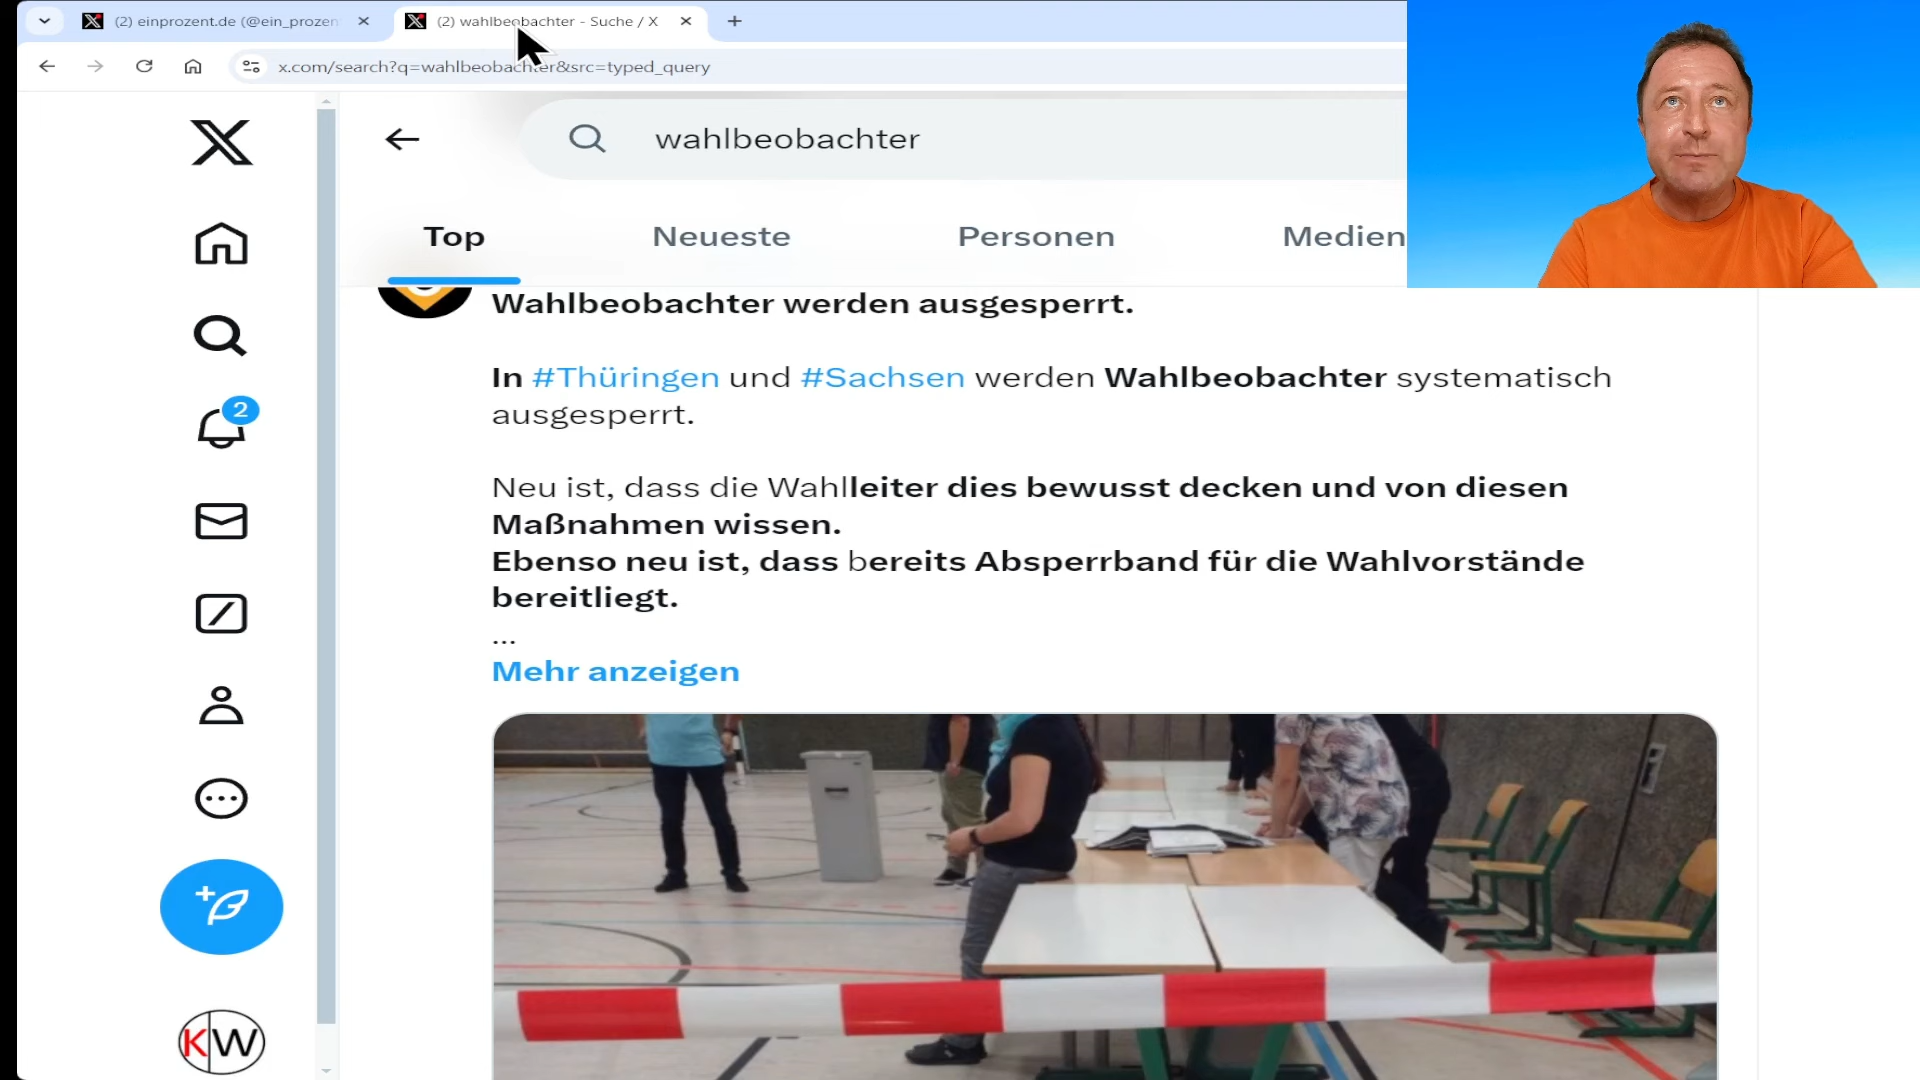 (2) einprozent.de (@ein_prozen
(2) wahlbeobachter - Suche / X
x.com/search?q=wahlbeobachter&src=typed_query
wahlbeobachter
Top Neueste Personen Medien
Wahlbeobachter werden ausgesperrt.
In #Thüringen und #Sachsen werden Wahlbeobachter systematisch
ausgesperrt.
Neu ist, dass die Wahlleiter dies bewusst decken und von diesen
Maßnahmen wissen.
Ebenso neu ist, dass bereits Absperrband für die Wahlvorstände
bereitliegt.
...
Mehr anzeigen
2
KW